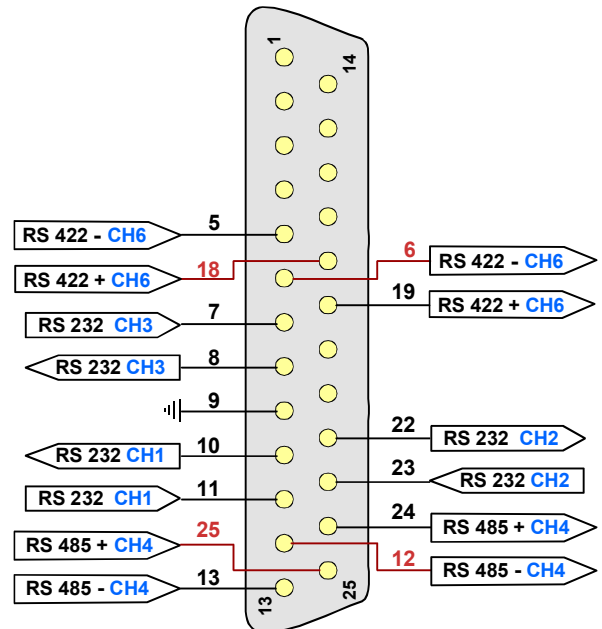 1
14
5
RS 422 - CH6
6
RS 422 - CH6
18
RS 422 + CH6
19
RS 422 + CH6
7
RS 232 CH3
8
RS 232 CH3
9
22
RS 232 CH2
10
RS 232 CH1
23
RS 232 CH2
11
RS 232 CH1
24
RS 485 + CH4
25
RS 485 + CH4
12
RS 485 - CH4
13
RS 485 - CH4
13
25